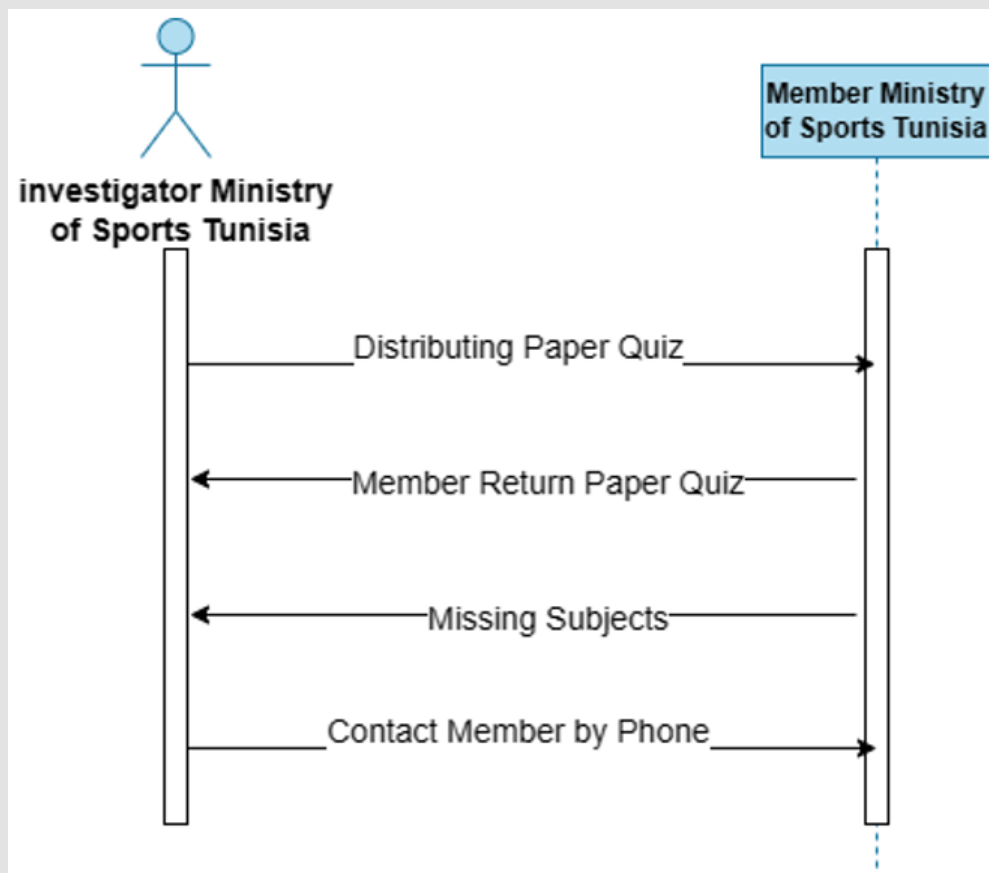 investigator Ministry
of Sports Tunisia
Member Ministry
of Sports Tunisia
Distributing Paper Quiz
Member Return Paper Quiz
Missing Subjects
Contact Member by Phone